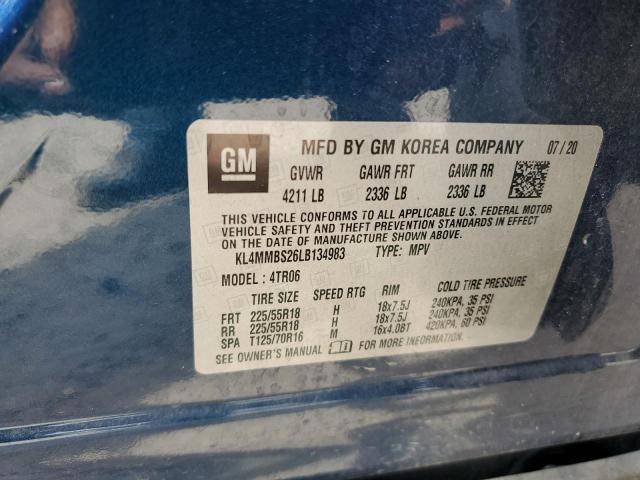 GM
MFD BY GM KOREA COMPANY 07/20
GVWR GAWR FRT GAWR RR
4211 LB 2336 LB 2336 LB
THIS VEHICLE CONFORMS TO ALL APPLICABLE U.S. FEDERAL MOTOR
VEHICLE SAFETY AND THEFT PREVENTION STANDARDS IN EFFECT
ON THE DATE OF MANUFACTURE SHOWN ABOVE.
KL4MMBS26LB134983 TYPE: MPV
MODEL : 4TR06
TIRE SIZE SPEED RTG RIM COLD TIRE PRESSURE
FRT 225/55R18 H 18x7.5J 240KPA, 35 PSI
RR 225/55R18 H 18x7.5J 240KPA, 35 PSI
SPA T125/70R16 M 16x4.0BT 420KPA, 60 PSI
SEE OWNER'S MANUAL